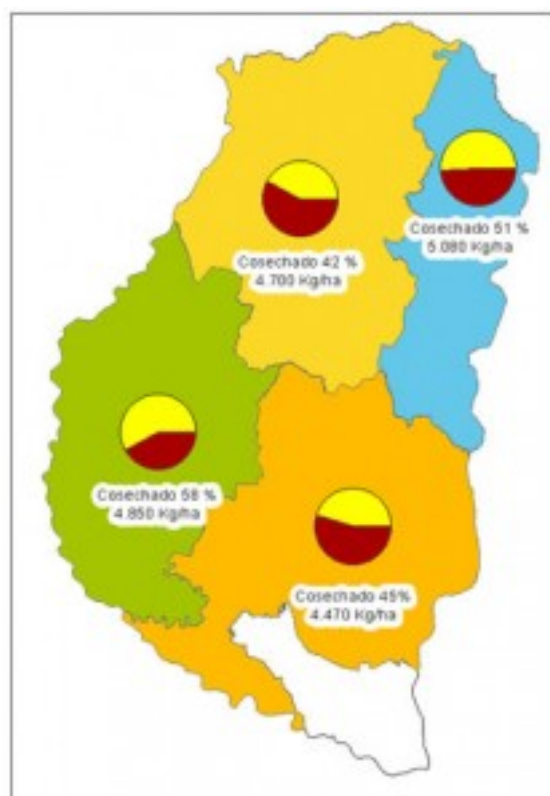 Cosechado 51 %
5.080 Kg/ha
Cosechado 42 %
4.700 Kg/ha
Cosechado 58 %
4.850 Kg/ha
Cosechado 45%
4.470 Kg/ha